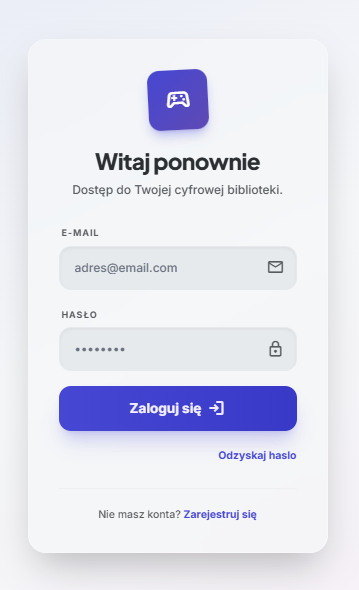 Witaj ponownie
Dostęp do Twojej cyfrowej biblioteki.
E-MAIL
adres@email.com
HASŁO
••••••••
Zaloguj się
Odzyskaj haslo
Nie masz konta? Zarejestruj się